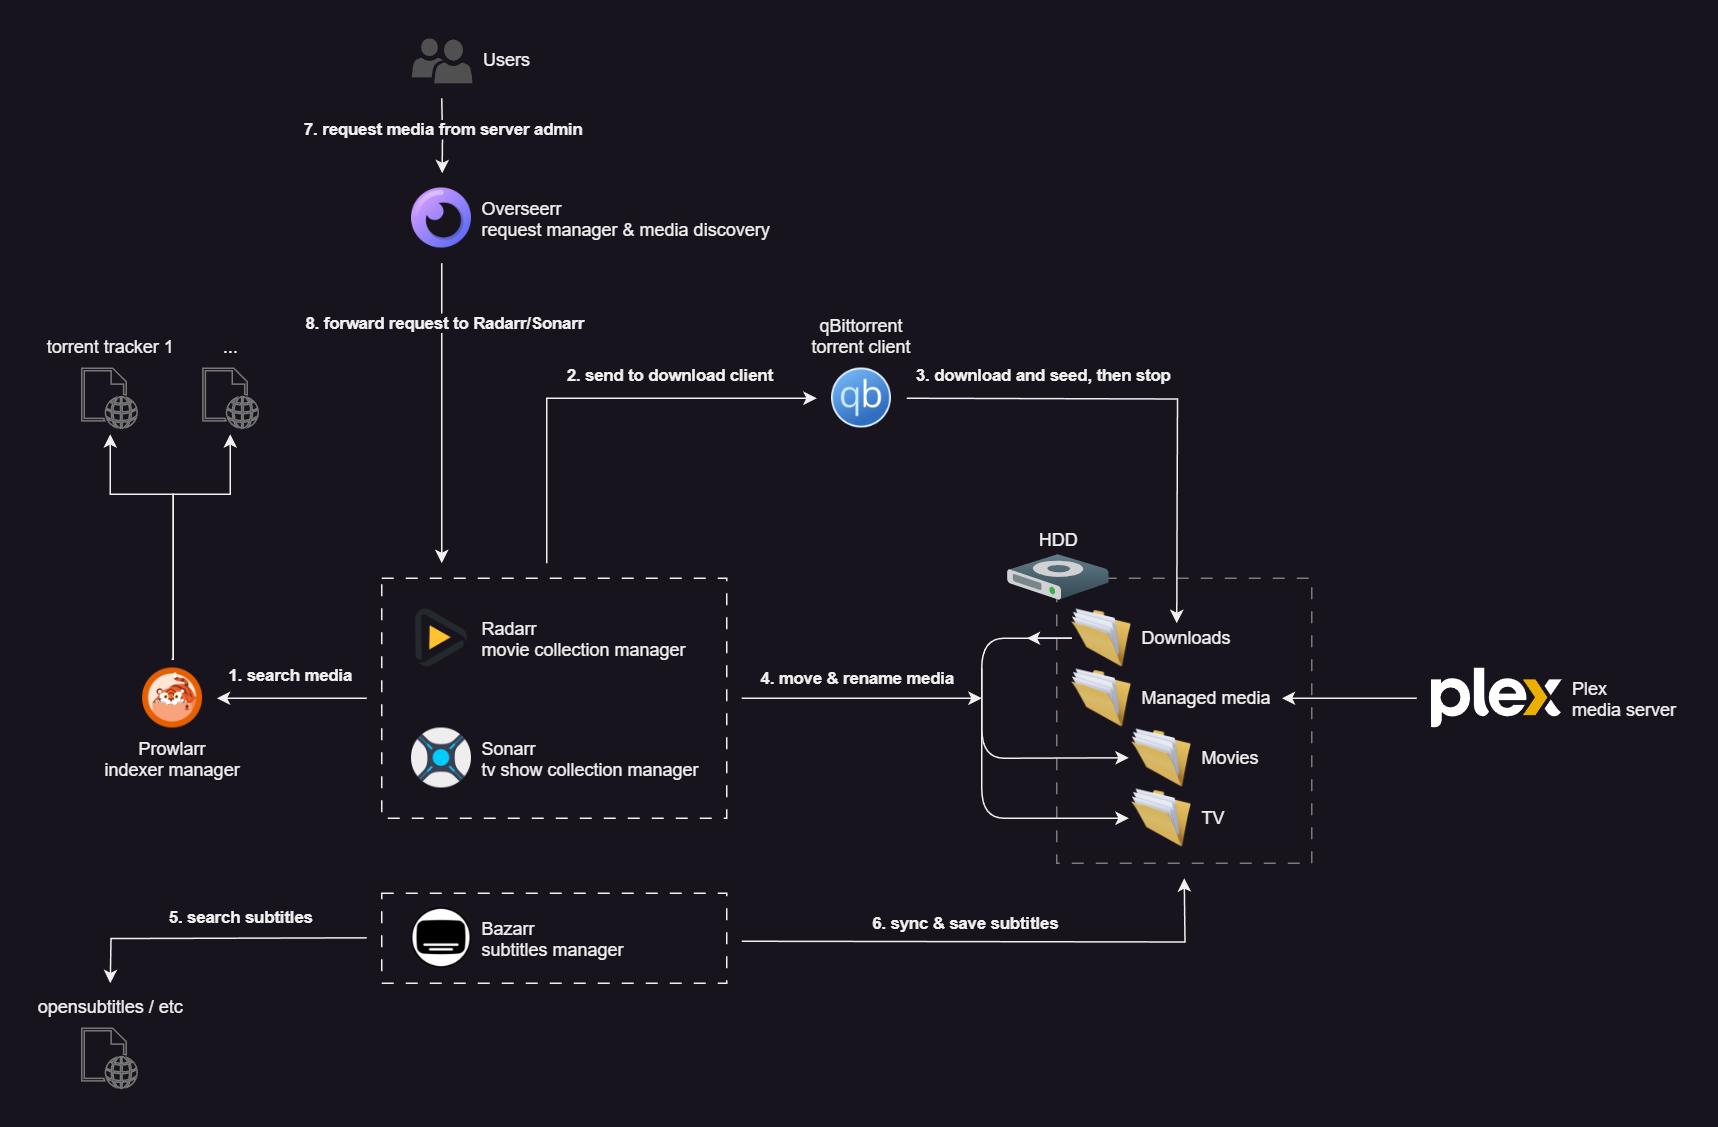 Users
7. request media from server admin
Overseerr
request manager & media discovery
8. forward request to Radarr/Sonarr
torrent tracker 1
...
qBittorrent
torrent client
2. send to download client
qb
3. download and seed, then stop
HDD
Radarr
movie collection manager
Downloads
1. search media
4. move & rename media
Managed media
plex
Plex
media server
Prowlarr
indexer manager
Sonarr
tv show collection manager
Movies
TV
5. search subtitles
Bazarr
subtitles manager
6. sync & save subtitles
opensubtitles / etc